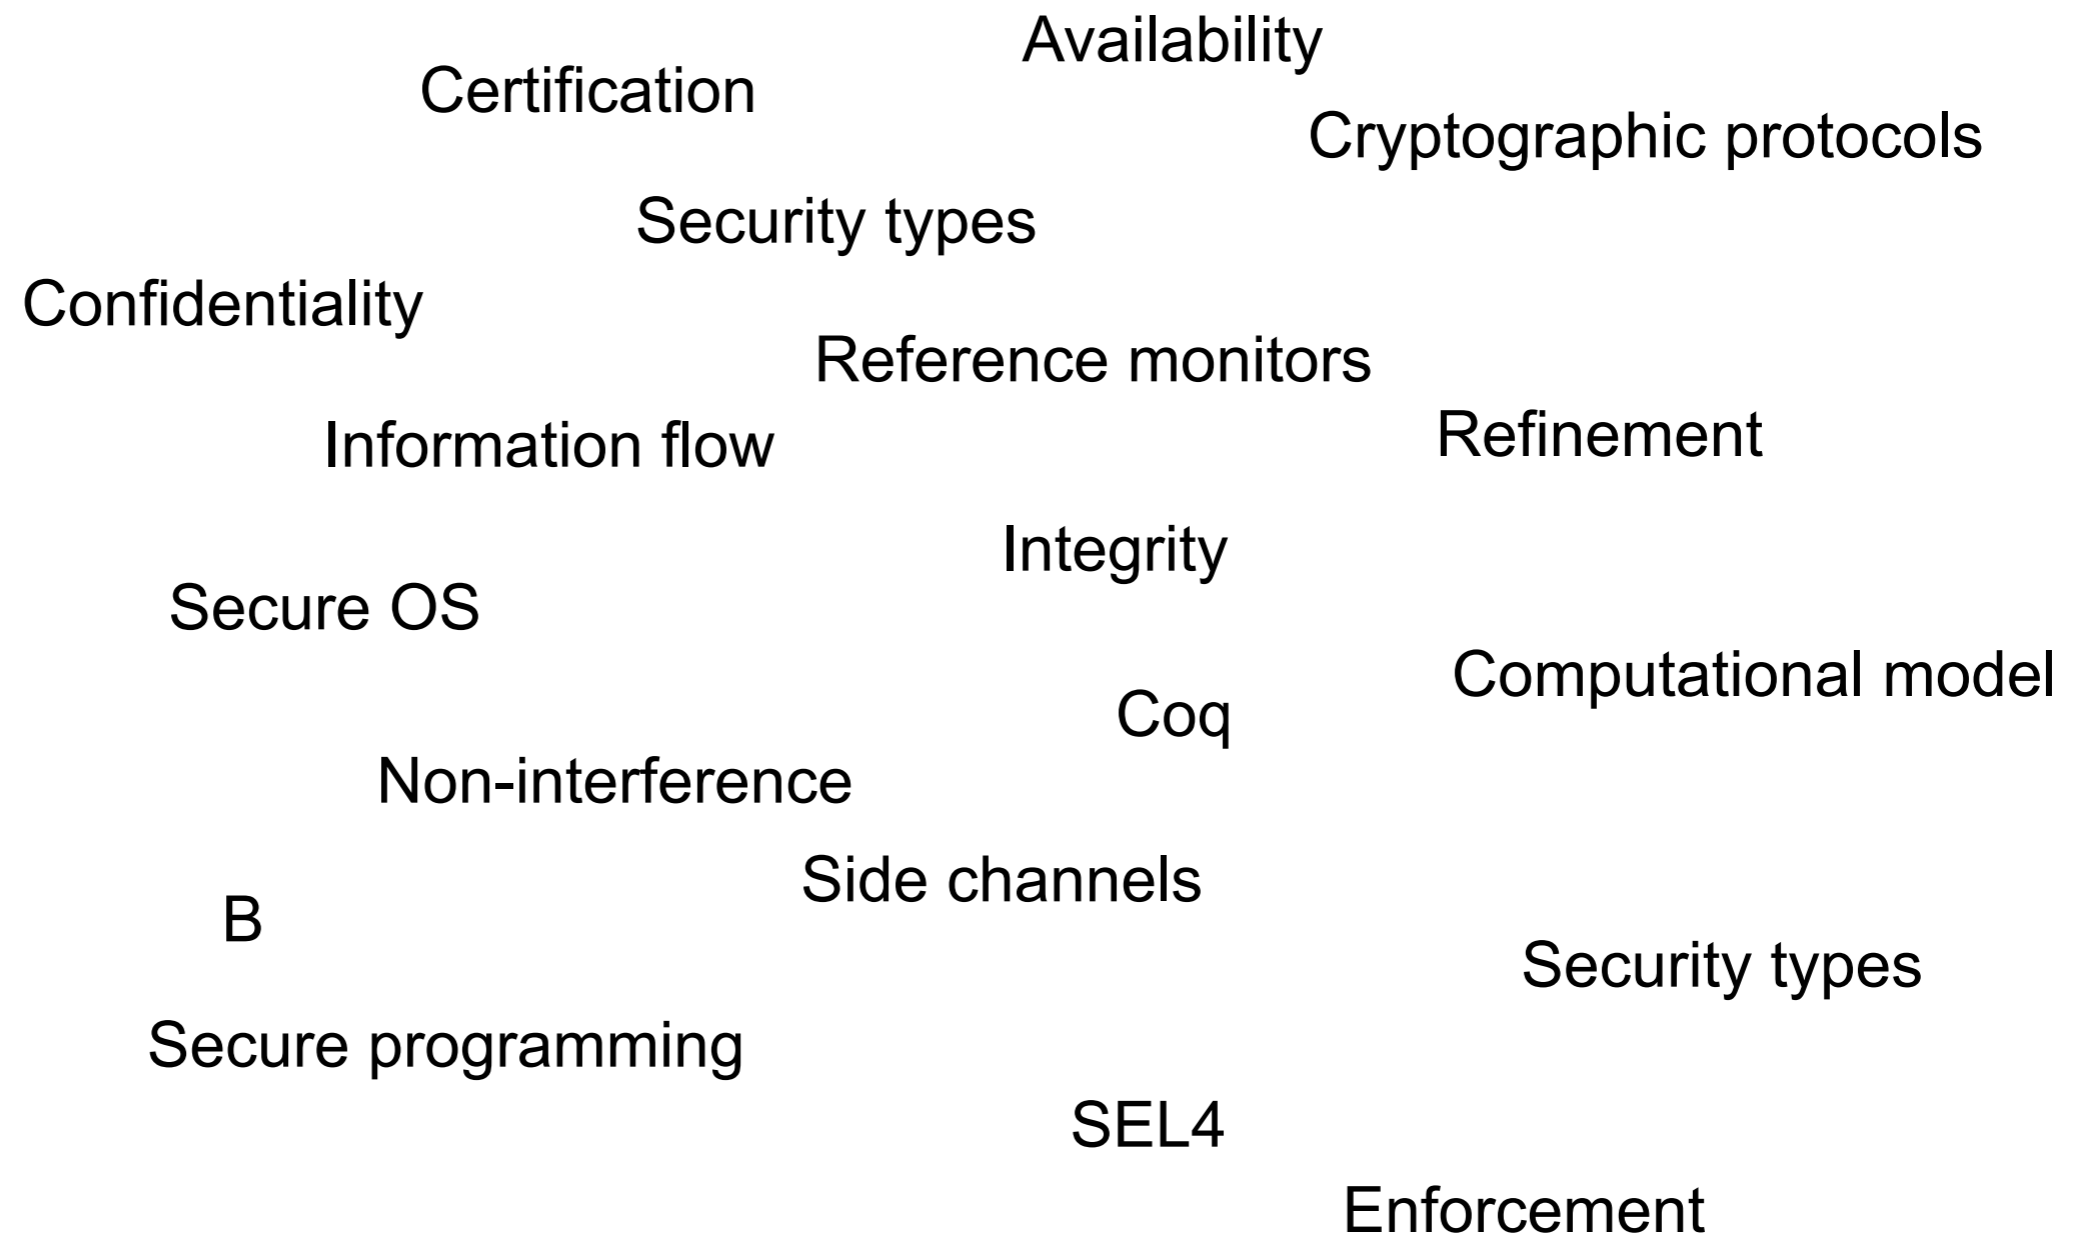 Availability
Certification
Cryptographic protocols
Security types
Confidentiality
Reference monitors
Refinement
Information flow
Integrity
Secure OS
Computational model
Coq
Non-interference
Side channels
B
Security types
Secure programming
SEL4
Enforcement